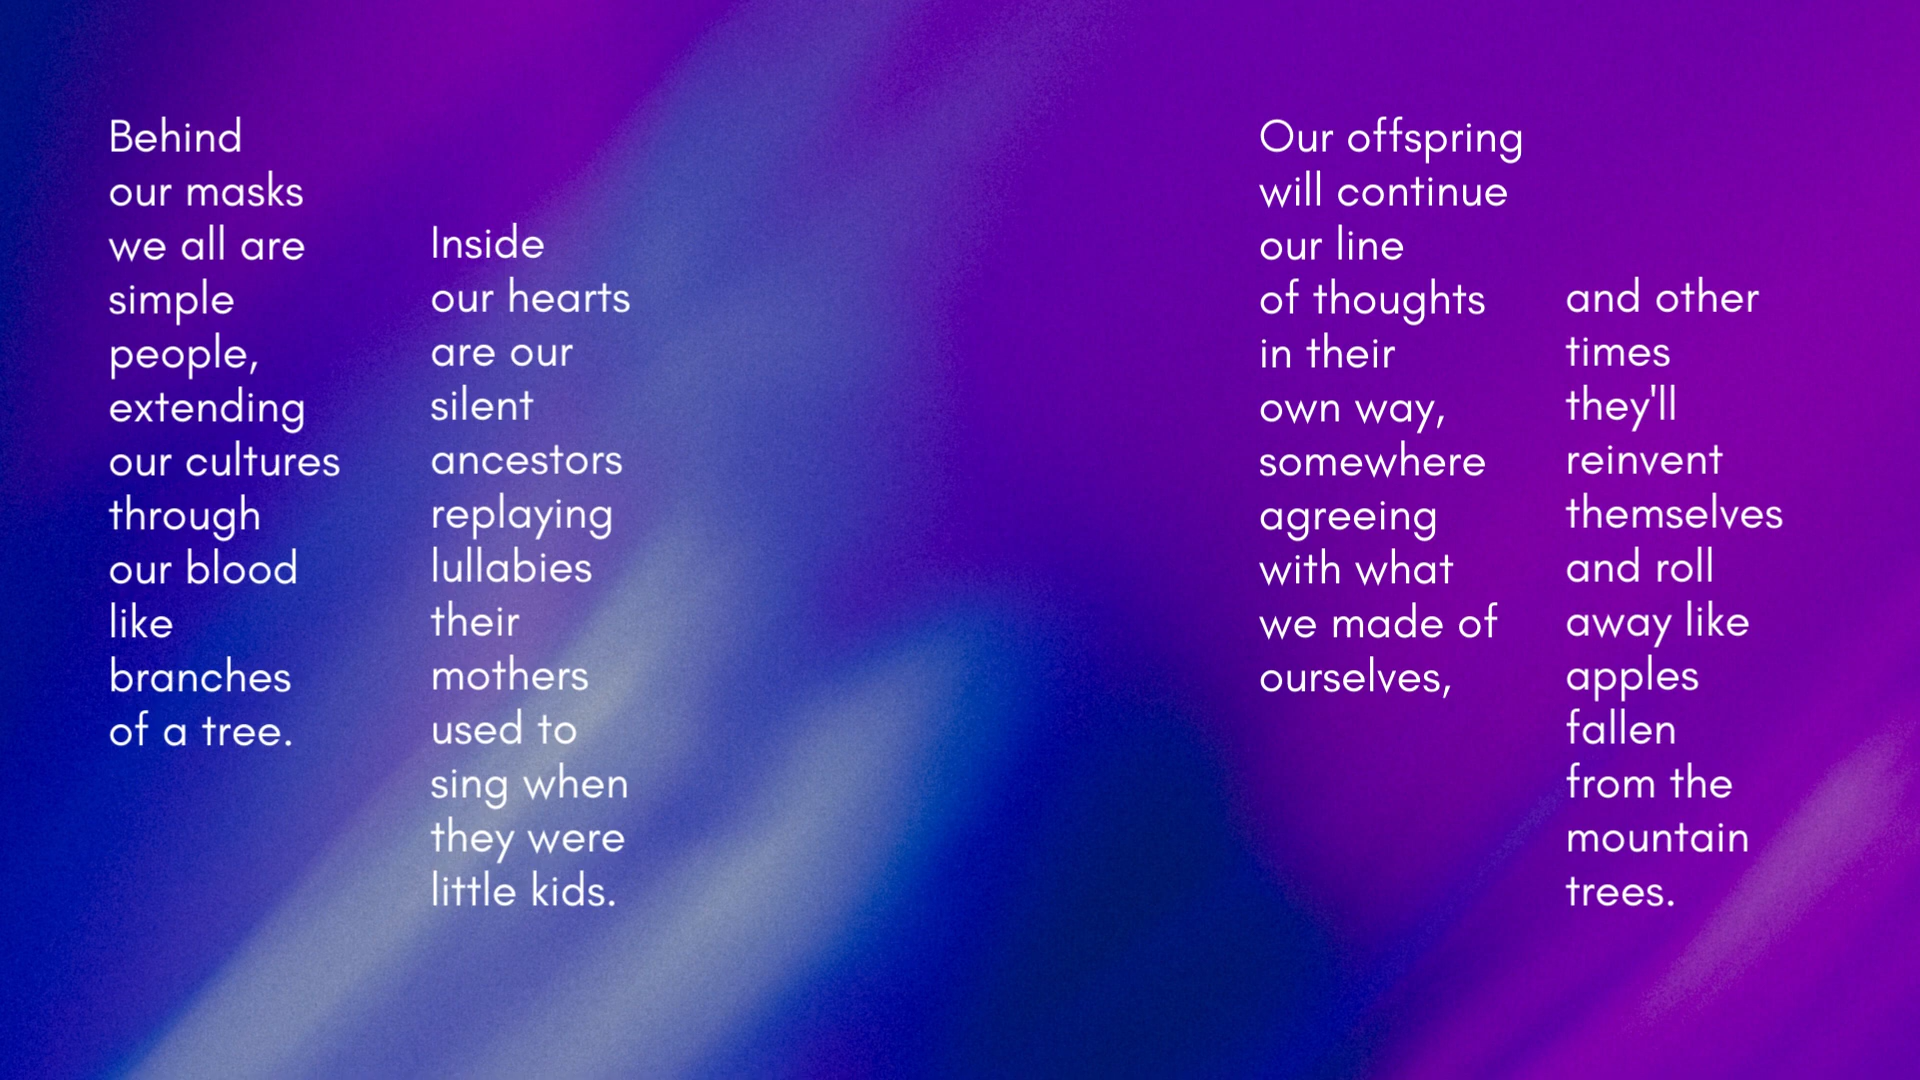 Behind
our masks
we all are
simple
people,
extending
our cultures
through
our blood
like
branches
of a tree.
Inside
our hearts
are our
silent
ancestors
replaying
lullabies
their
mothers
used to
sing when
they were
little kids.
Our offspring
will continue
our line
of thoughts
in their
own way,
somewhere
agreeing
with what
we made of
ourselves,
and other
times
they'll
reinvent
themselves
and roll
away like
apples
fallen
from the
mountain
trees.